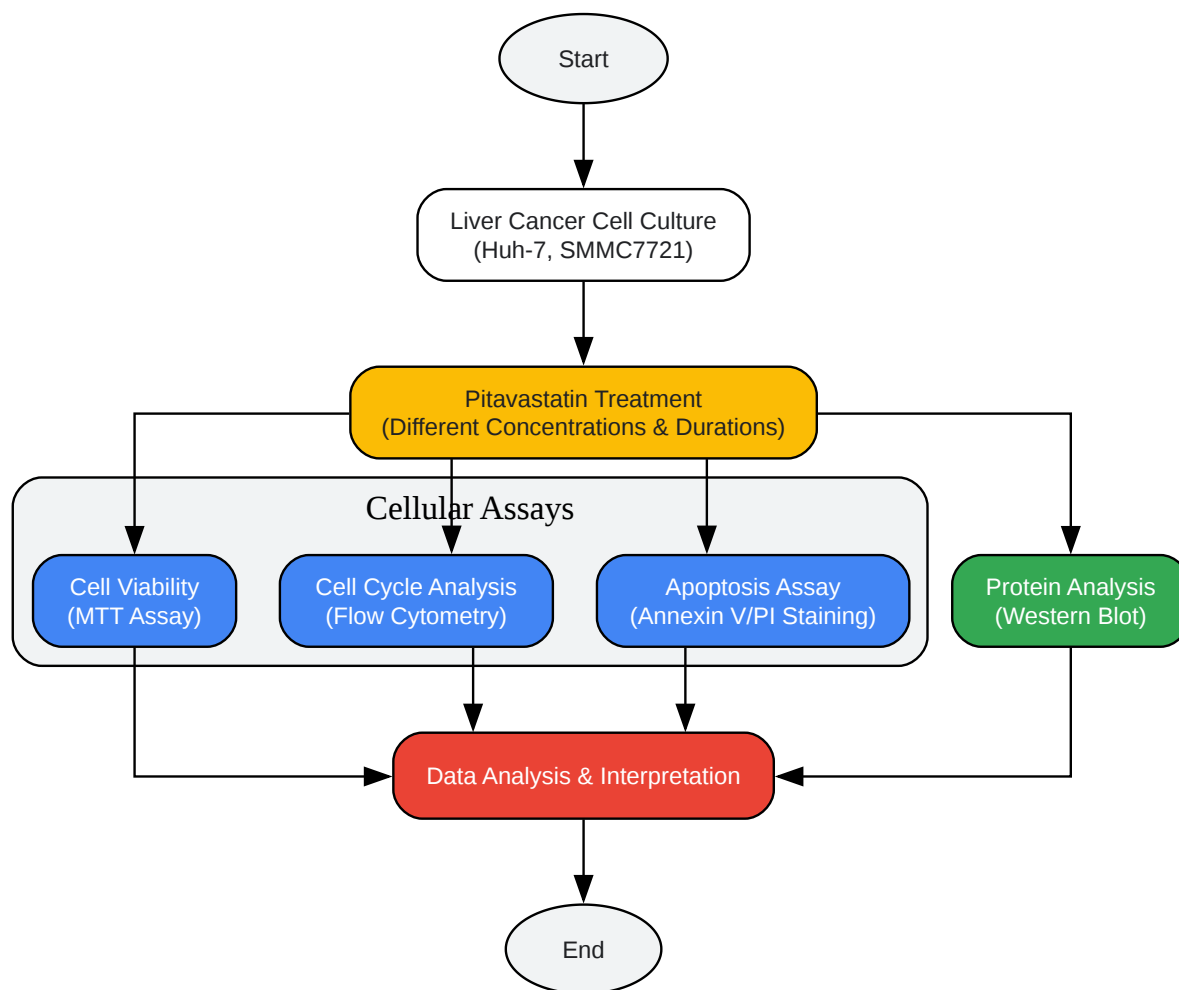 Start
Liver Cancer Cell Culture
(Huh-7, SMMC7721)
Pitavastatin Treatment
(Different Concentrations & Durations)
Cellular Assays
Cell Viability
(MTT Assay)
Cell Cycle Analysis
(Flow Cytometry)
Apoptosis Assay
(Annexin V/PI Staining)
Protein Analysis
(Western Blot)
Data Analysis & Interpretation
End